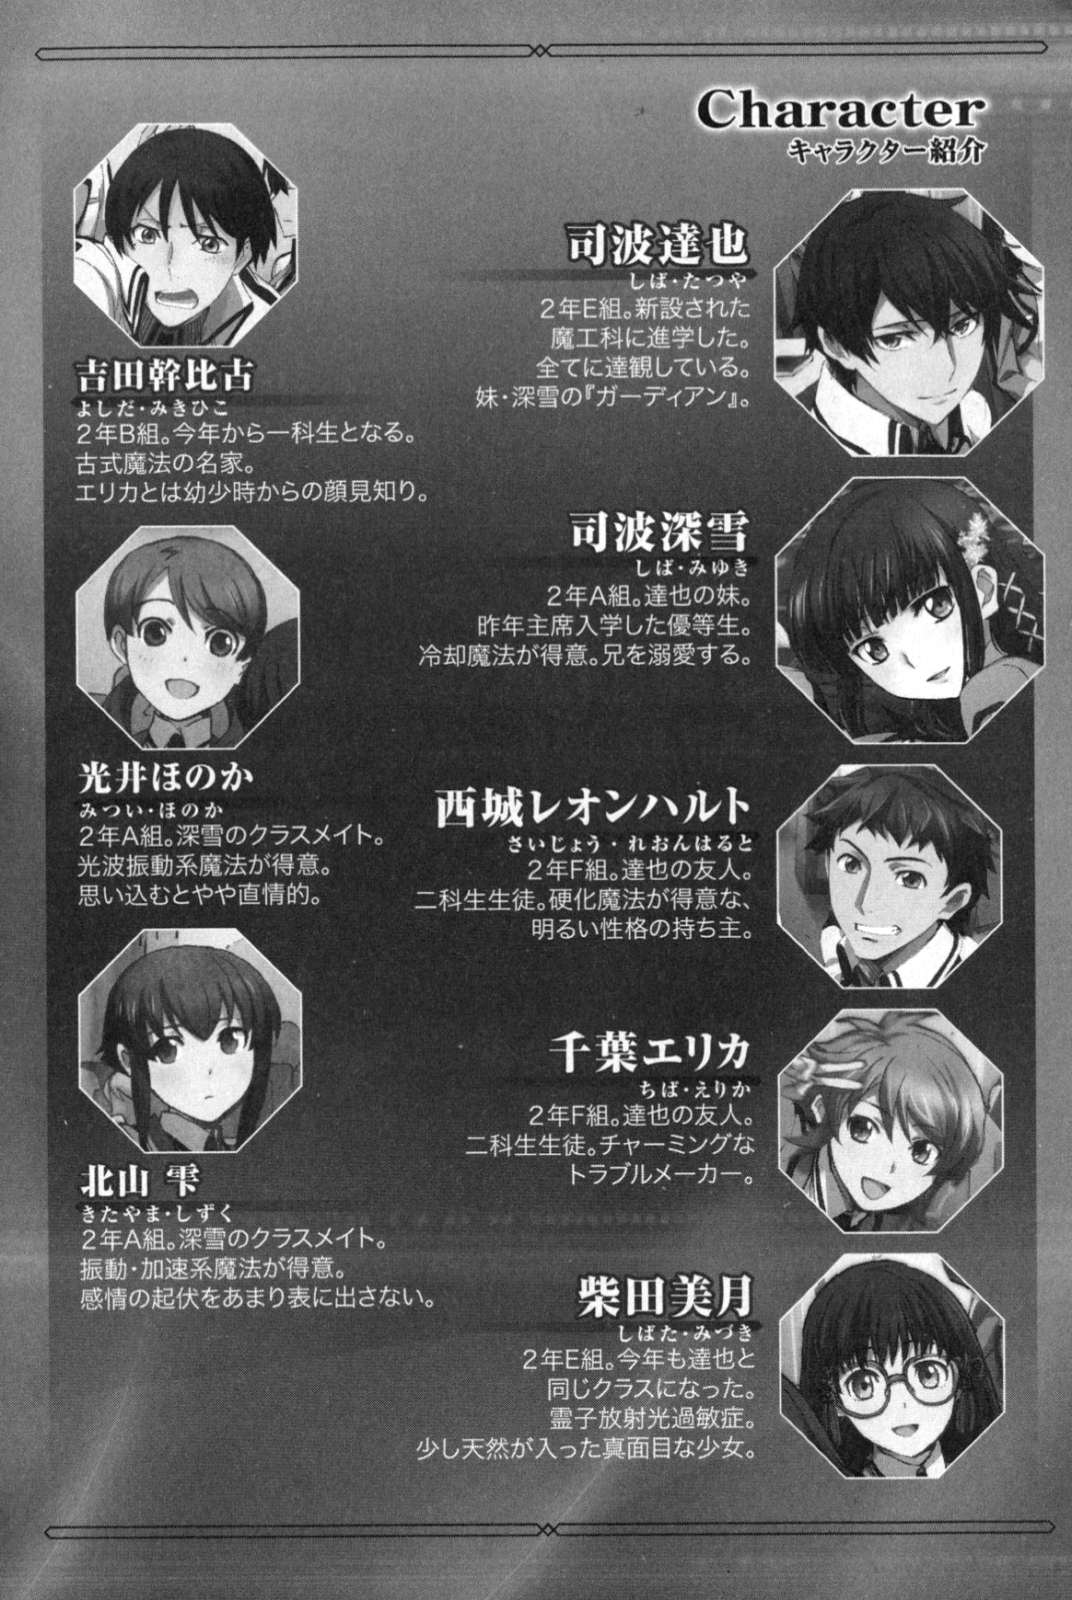 Character
キャラクター紹介
司波達也
しば・たつや
２年E組。新設された
魔工科に進学した。
全てに達観している。
妹・深雪の『ガーディアン』。
司波深雪
しば・みゆき
２年A組。達也の妹。
昨年主席入学した優等生。
冷却魔法が得意。兄を溺愛する。
西城レオンハルト
さいじょう・れおんはると
２年F組。達也の友人。
二科生生徒。硬化魔法が得意な、
明るい性格の持ち主。
千葉エリカ
ちば・えりか
２年F組。達也の友人。
二科生生徒。チャーミングな
トラブルメーカー。
柴田美月
しばた・みづき
２年E組。今年も達也と
同じクラスになった。
霊子放射光過敏症。
少し天然が入った真面目な少女。
吉田幹比古
よしだ・みきひこ
２年B組。今年から一科生となる。
古式魔法の名家。
エリカとは幼少時からの顔見知り。
光井ほのか
みつい・ほのか
２年A組。深雪のクラスメイト。
光波振動系魔法が得意。
思い込むとやや直情的。
北山 雫
きたやま・しずく
２年A組。深雪のクラスメイト。
振動・加速系魔法が得意。
感情の起伏をあまり表に出さない。